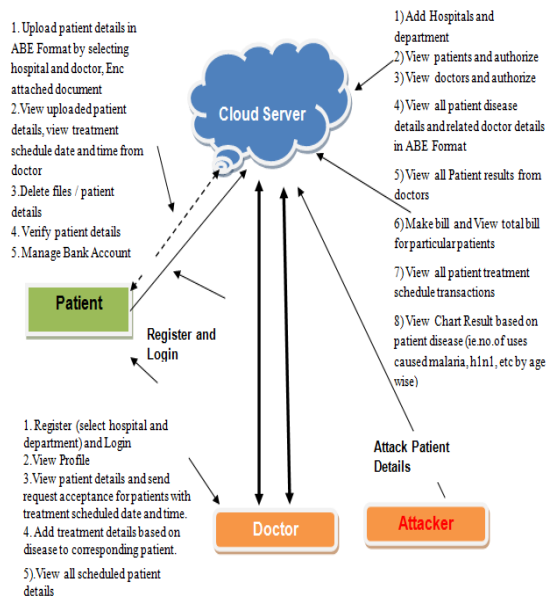 1. Upload patient details in
ABE Format by selecting
hospital and doctor, Enc
attached document
2.View uploaded patient
details, view treatment
schedule date and time from
doctor
3.Delete files / patient
details
4. Verify patient details
5. Manage Bank Account
Cloud Server
1) Add Hospitals and
department
2) View patients and authorize
3) View doctors and authorize
4) View all patient disease
details and related doctor details
in ABE Format
5) View all Patient results from
doctors
6) Make bill and View total bill
for particular patients
7) View all patient treatment
schedule transactions
8) View Chart Result based on
patient disease (ie.no.of uses
caused malaria, h1n1, etc by age
wise)
Patient
Register and
Login
1. Register (select hospital and
department) and Login
2.View Profile
3.View patient details and send
request acceptance for patients with
treatment scheduled date and time.
4. Add treatment details based on
disease to corresponding patient.
5).View all scheduled patient
details
Attack Patient
Details
Doctor
Attacker